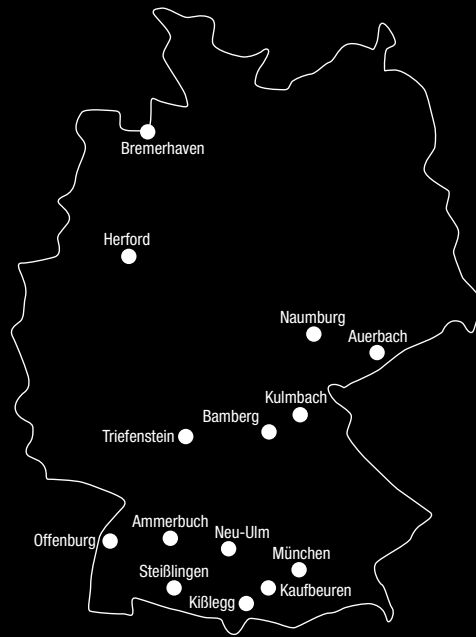 Bremerhaven
Herford
Naumburg
Auerbach
Kulmbach
Bamberg
Triefenstein
Ammerbuch
Offenburg
Neu-Ulm
München
Steißlingen
Kaufbeuren
Kißlegg